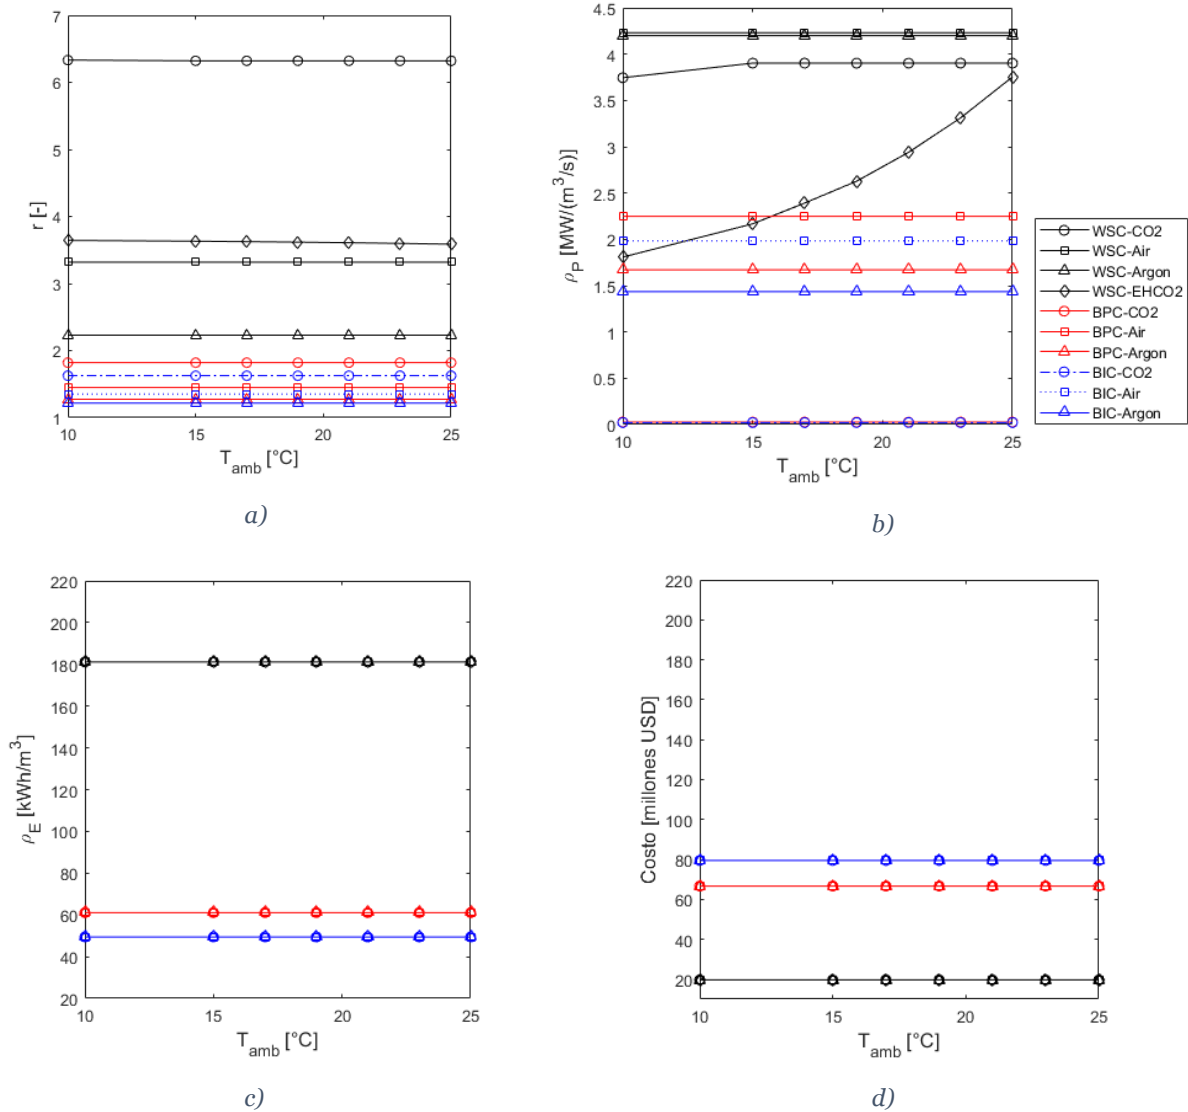 7
6
5
4
3
2
1
r [-]
10
15
20
25
T_amb [°C]
a)
4.5
4
3.5
3
2.5
2
1.5
1
0.5
0
ρ_P [MW/(m^3/s)]
10
15
20
25
T_amb [°C]
b)
WSC-CO2
WSC-Air
WSC-Argon
WSC-EHCO2
BPC-CO2
BPC-Air
BPC-Argon
BIC-CO2
BIC-Air
BIC-Argon
220
200
180
160
140
120
100
80
60
40
20
ρ_E [kWh/m^3]
10
15
20
25
T_amb [°C]
c)
220
200
180
160
140
120
100
80
60
40
20
Costo [millones USD]
10
15
20
25
T_amb [°C]
d)